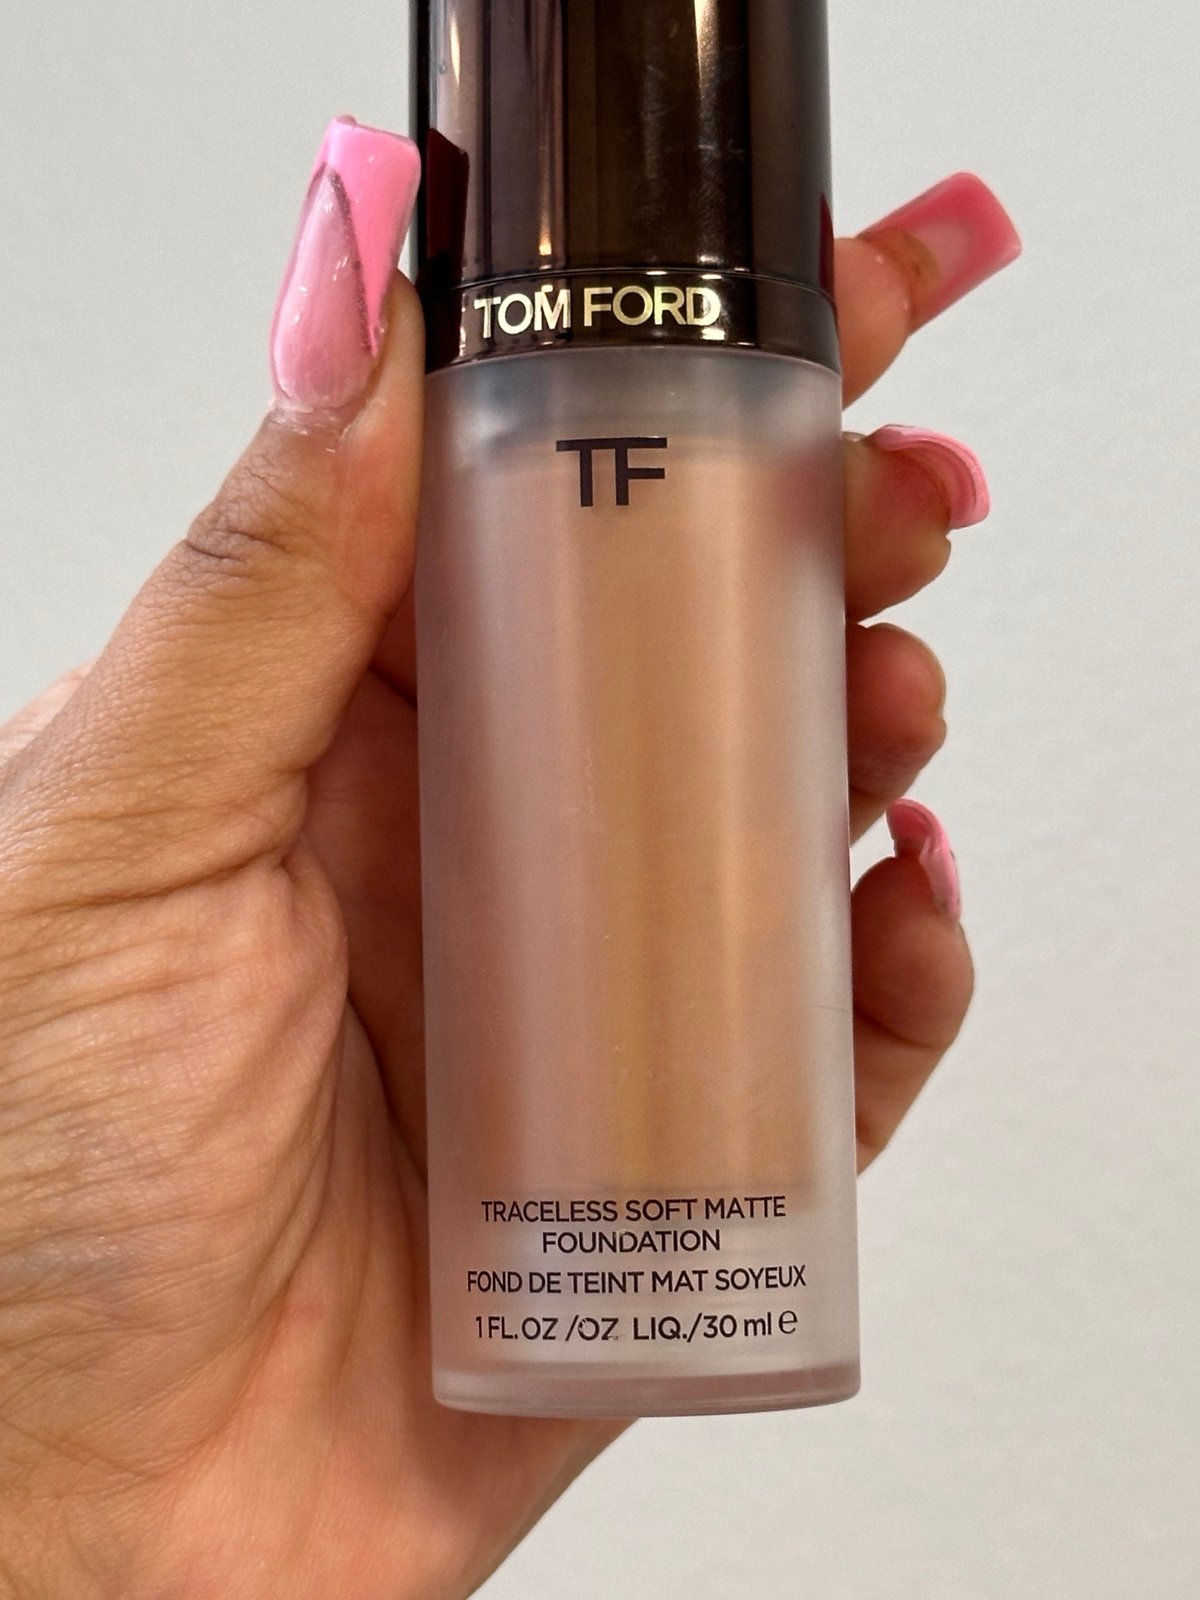 TOM FORD
TF
TRACELESS SOFT MATTE
FOUNDATION
FOND DE TEINT MAT SOYEUX
1 FL. OZ /OZ LIQ./30 ml e